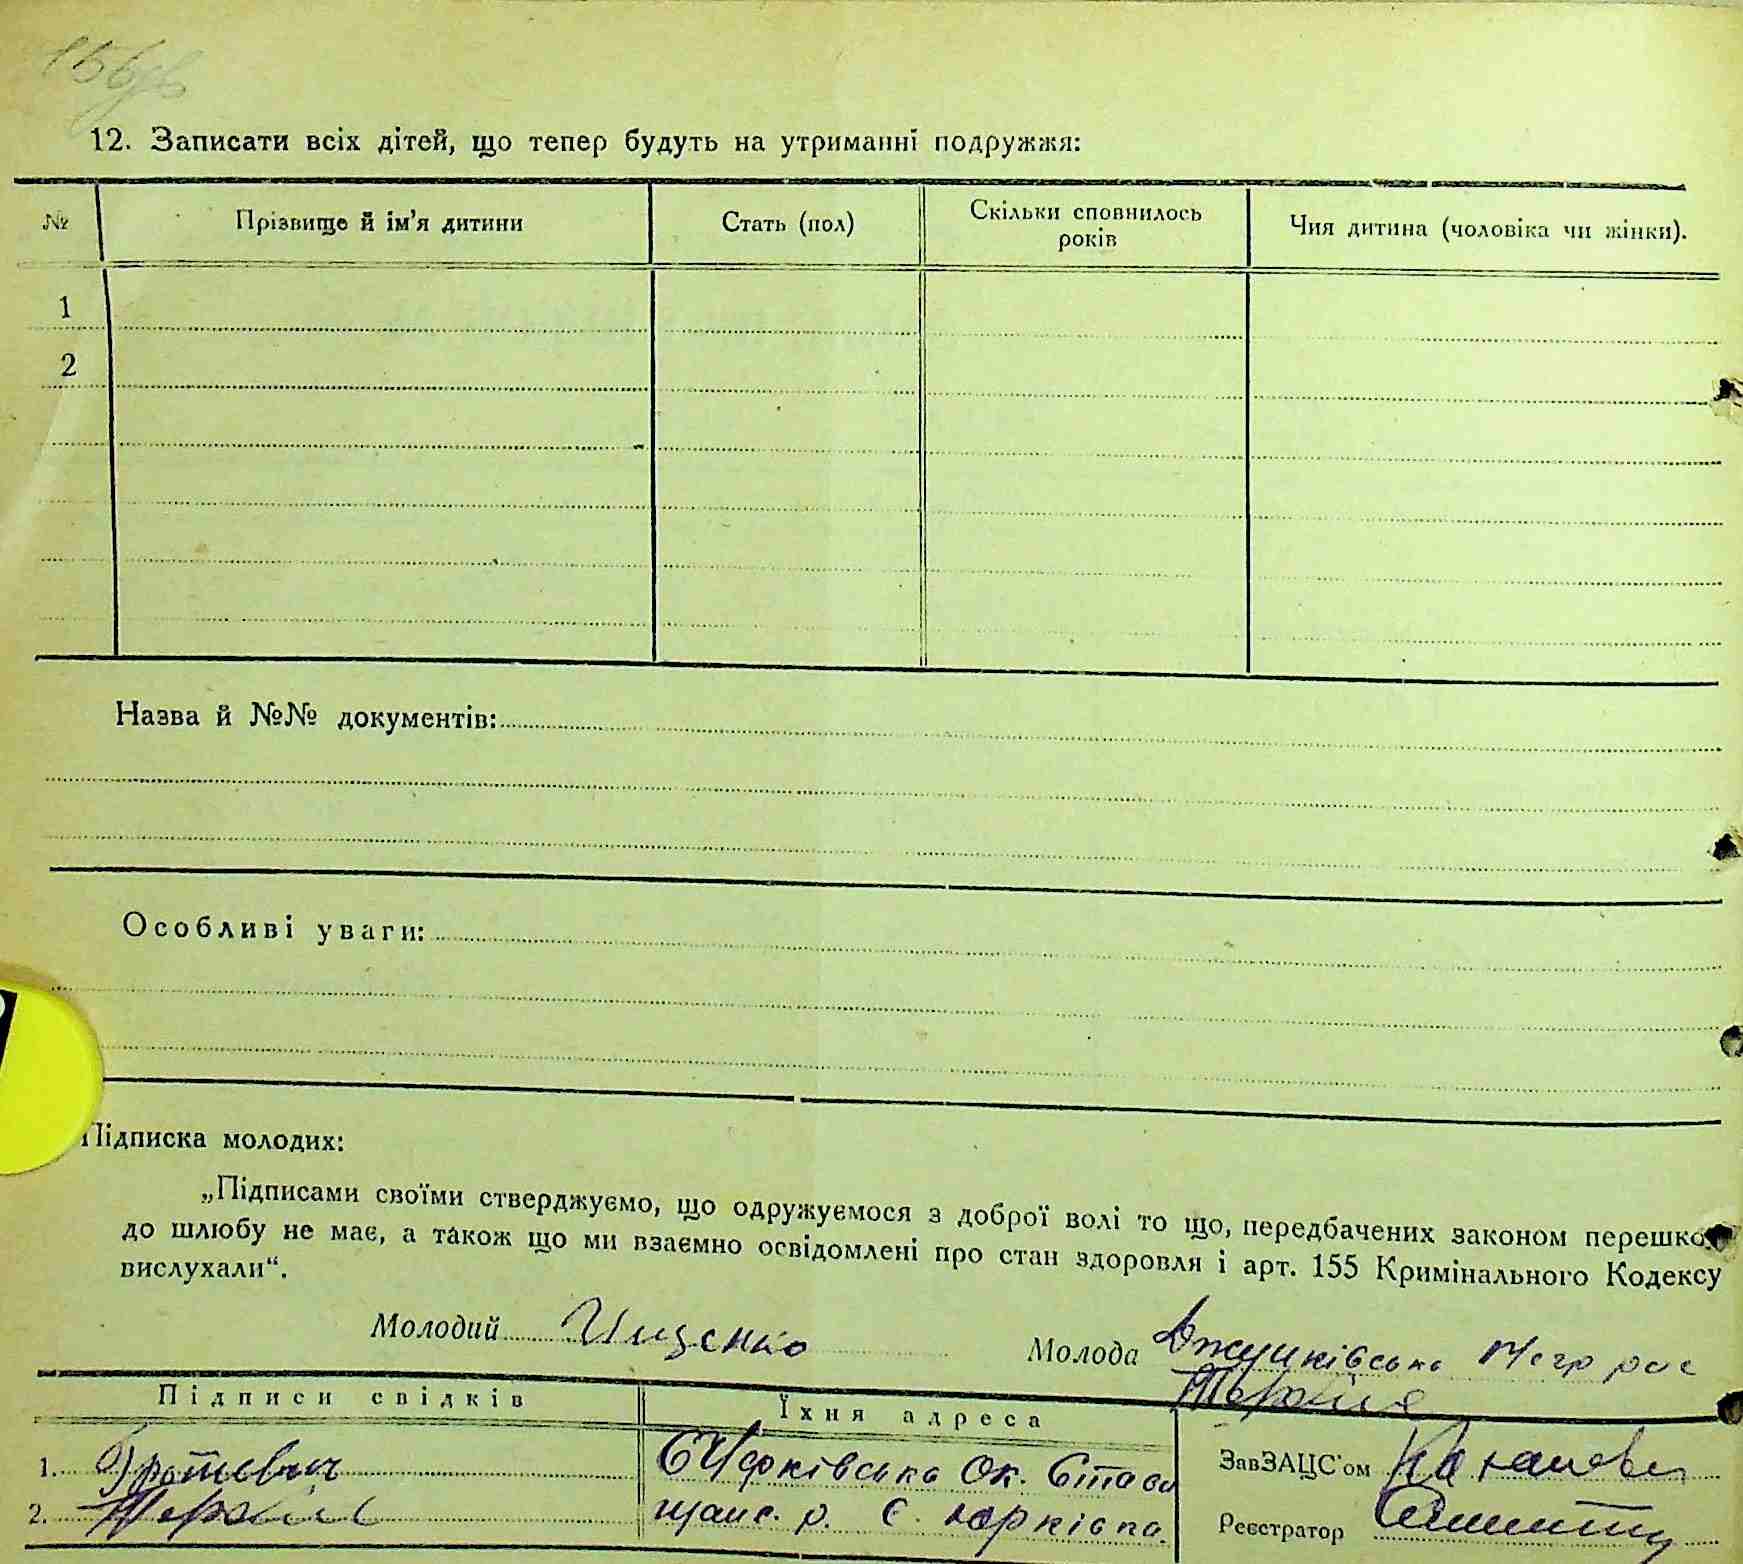 12. Записати всіх дітей, що тепер будуть на утриманні подружжя:
№ Прізвище й ім'я дитини Стать (пол) Скільки сповнилось років Чия дитина (чоловіка чи жінки).
1
2
Назва й №№ документів:
Особливі уваги:
Підписка молодих:
„Підписами своїми стверджуємо, що одружуємося з доброї волі то що, передбачених законом перешко
до шлюбу не має, а також що ми взаємно освідомлені про стан здоровля і арт. 155 Кримінального Кодексу
вислухали“.
Молодий Іищенко
Молода
Підписи свідків Їхня адреса
1. Ок.
ЗавЗАЦС'ом
2. р. с. Юрківка
Реєстратор